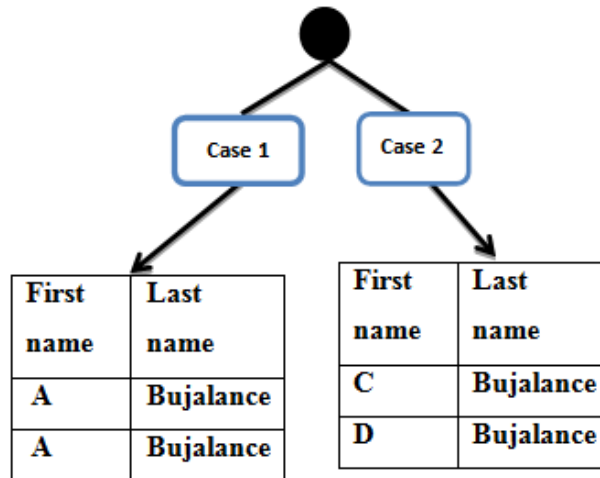 Case 1
Case 2
First name
Last name
A
Bujalance
A
Bujalance
First name
Last name
C
Bujalance
D
Bujalance